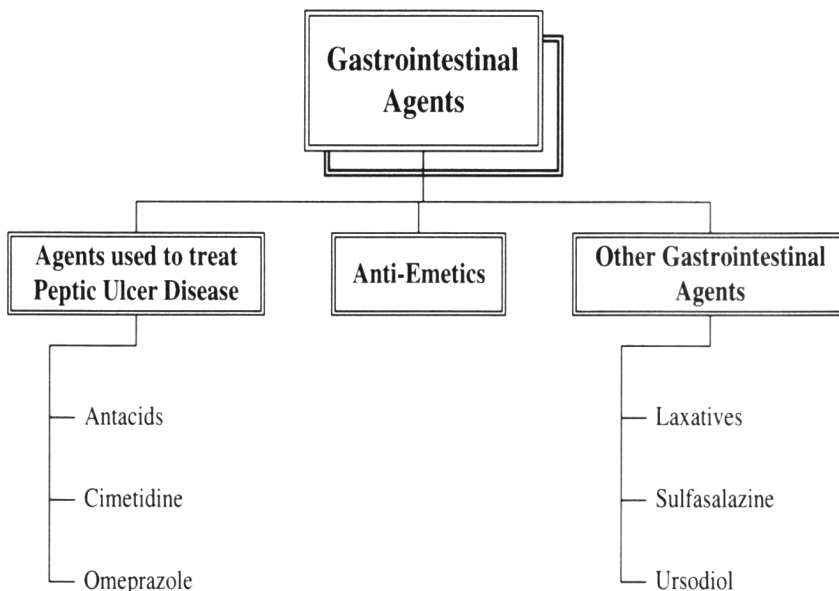 Gastrointestinal
Agents
Agents used to treat
Peptic Ulcer Disease
Anti-Emetics
Other Gastrointestinal
Agents
Antacids
Cimetidine
Omeprazole
Laxatives
Sulfasalazine
Ursodiol